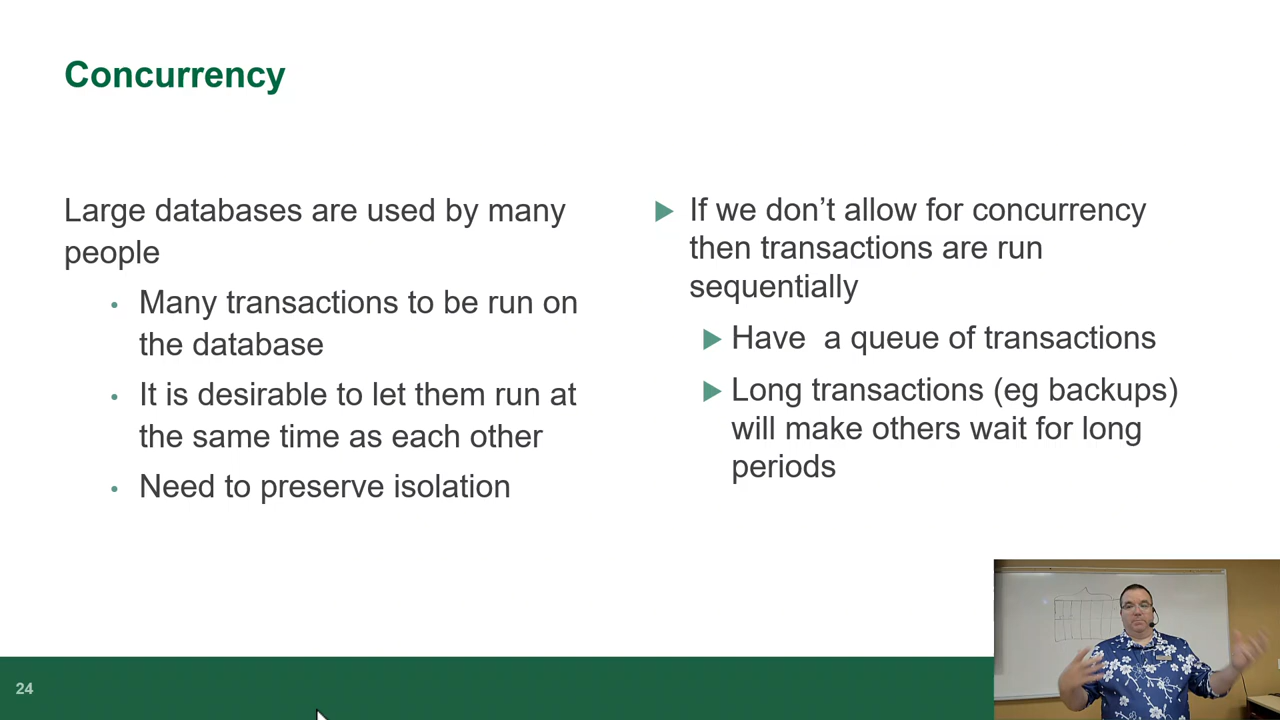 Concurrency
Large databases are used by many
people
• Many transactions to be run on
the database
• It is desirable to let them run at
the same time as each other
• Need to preserve isolation
If we don’t allow for concurrency
then transactions are run
sequentially
Have a queue of transactions
Long transactions (eg backups)
will make others wait for long
periods
24